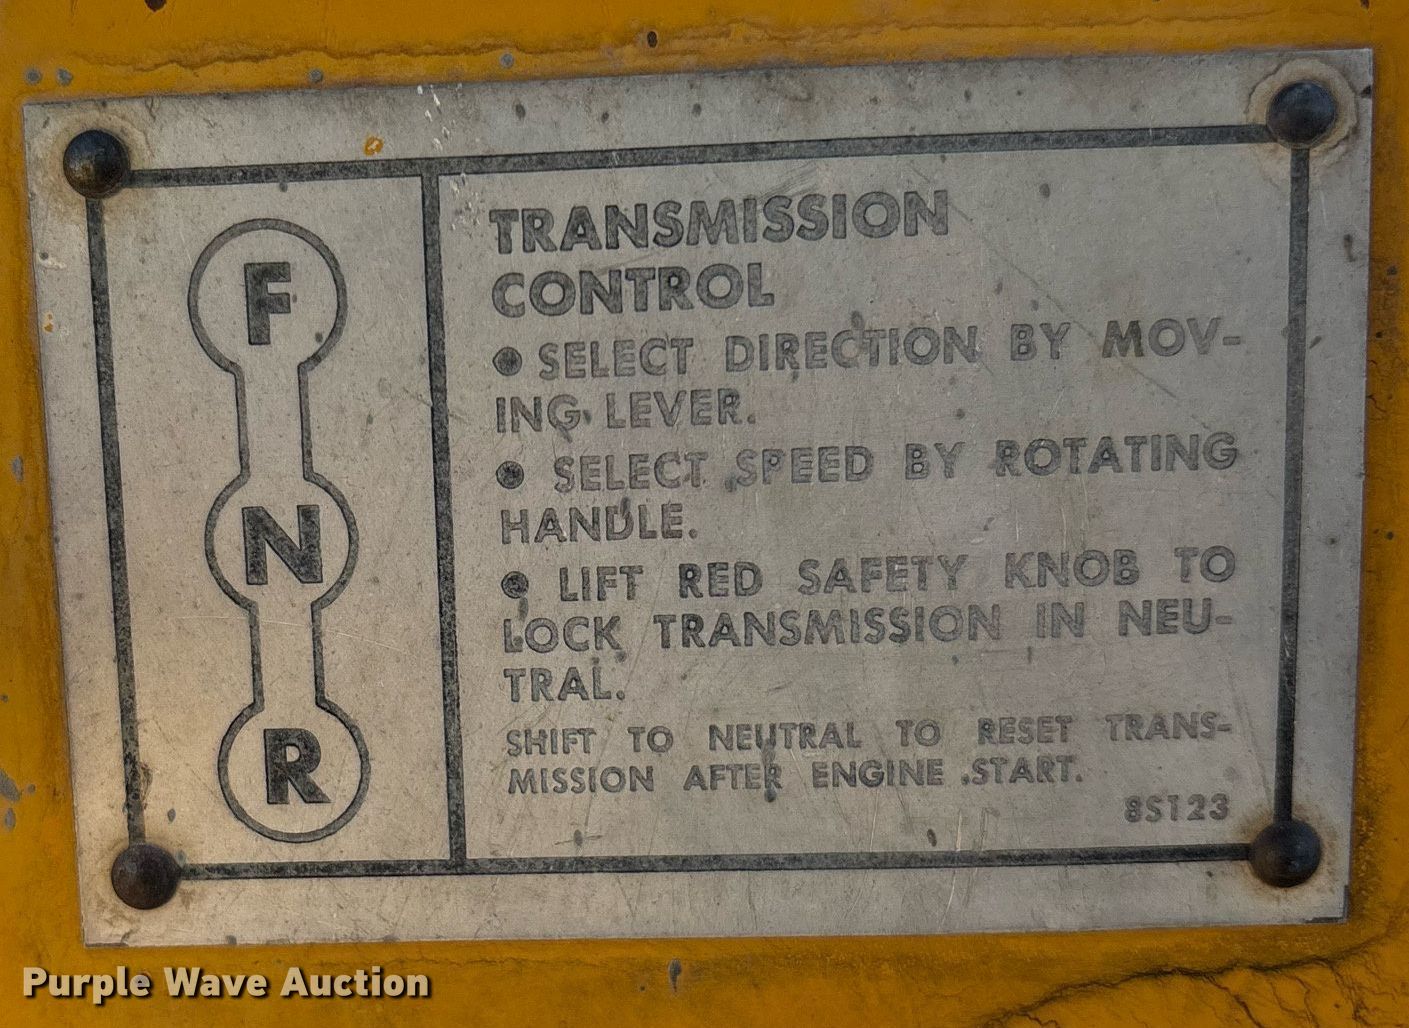 F
N
R
TRANSMISSION
CONTROL
• SELECT DIRECTION BY MOV-
ING LEVER.
• SELECT SPEED BY ROTATING
HANDLE.
• LIFT RED SAFETY KNOB TO
LOCK TRANSMISSION IN NEU-
TRAL.
SHIFT TO NEUTRAL TO RESET TRANS-
MISSION AFTER ENGINE START.
8S123
Purple Wave Auction